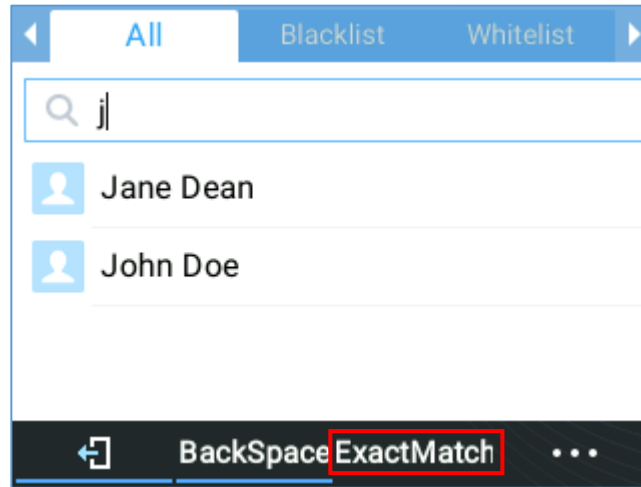 All Blacklist Whitelist
j
Jane Dean
John Doe
BackSpace ExactMatch ...